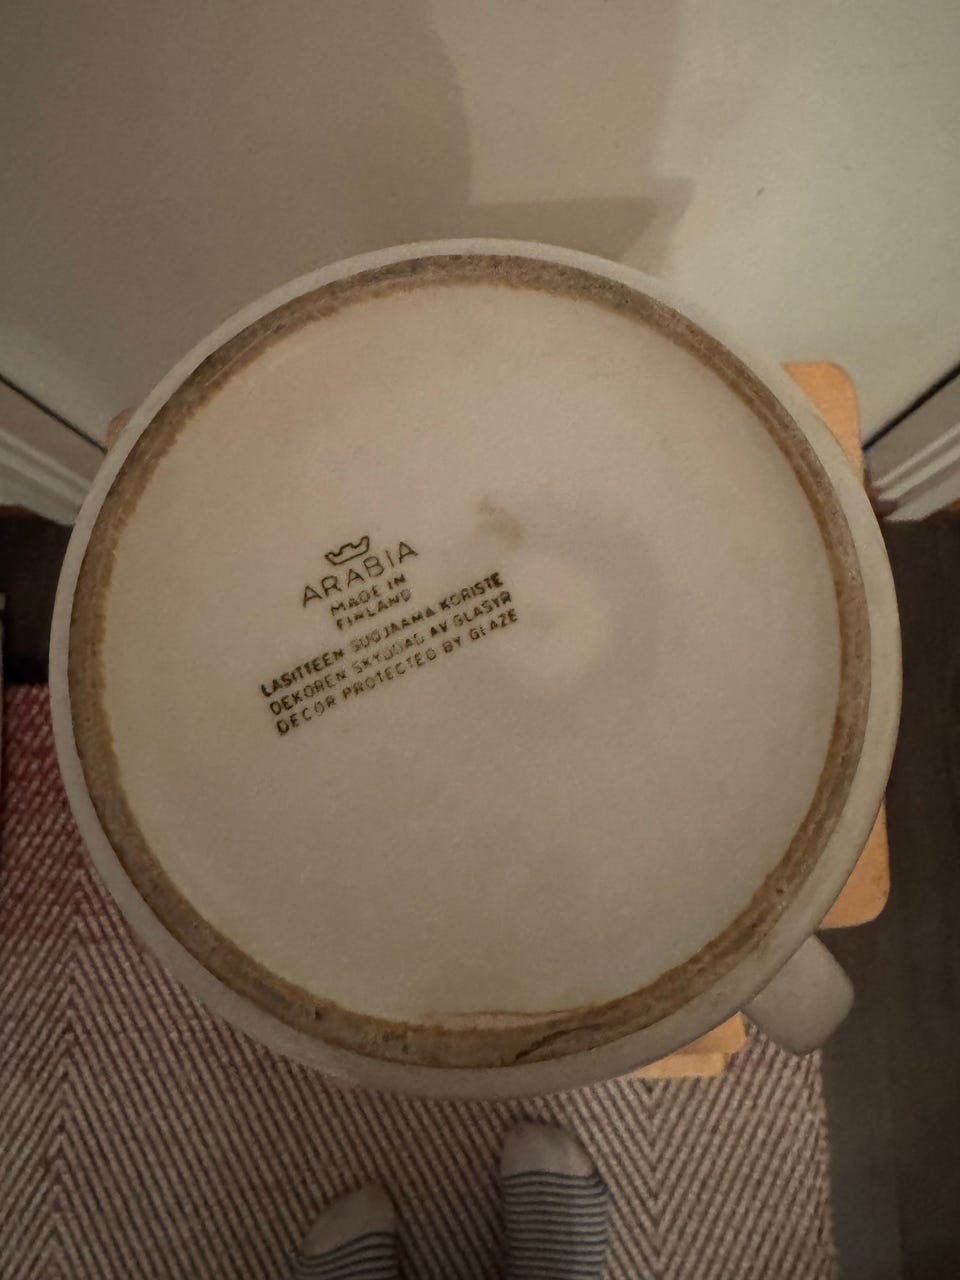 ARABIA
MADE IN
FINLAND
LASITTEEN SUOJAAMA KORISTE
DEKOREN SKYDDAD AV GLASYR
DECOR PROTECTED BY GLAZE